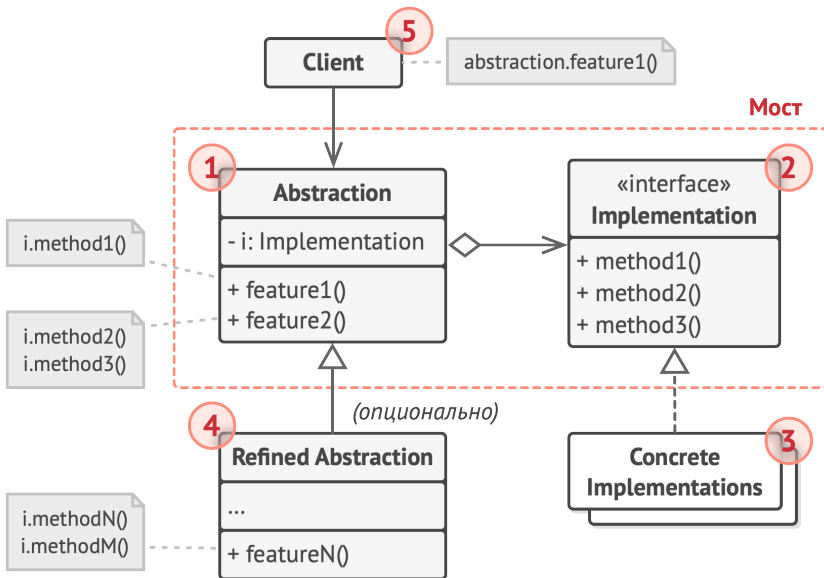 5
Client
abstraction.feature1()
Мост
1
Abstraction
- i: Implementation
+ feature1()
+ feature2()
2
«interface»
Implementation
+ method1()
+ method2()
+ method3()
i.method1()
i.method2()
i.method3()
(опционально)
4
Refined Abstraction
...
+ featureN()
3
Concrete
Implementations
i.methodN()
i.methodM()